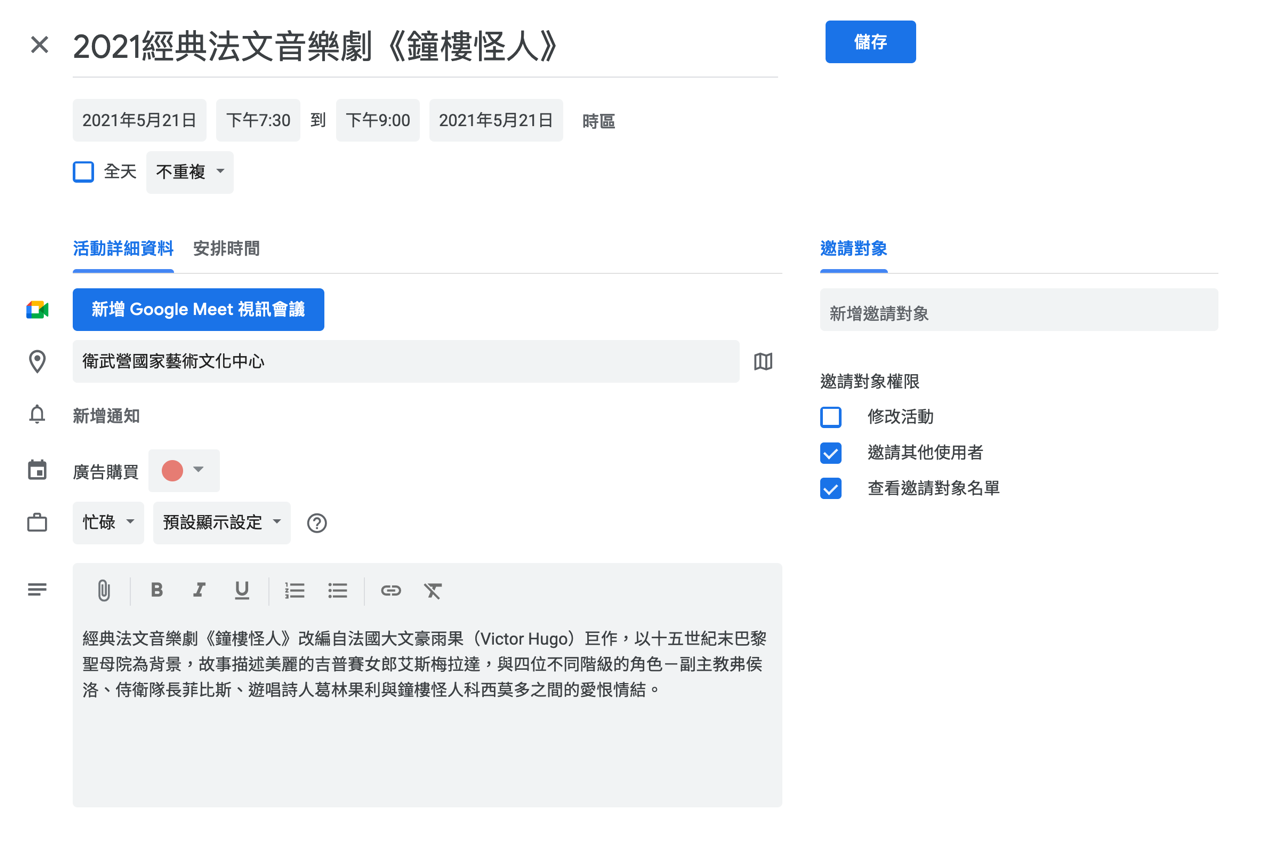 2021經典法文音樂劇《鐘樓怪人》
儲存
2021年5月21日 下午7:30 到 下午9:00 2021年5月21日 時區
全天 不重複
活動詳細資料 安排時間
邀請對象
新增 Google Meet 視訊會議
新增邀請對象
衛武營國家藝術文化中心
邀請對象權限
新增通知
修改活動
邀請其他使用者
廣告購買
查看邀請對象名單
忙碌 預設顯示設定
經典法文音樂劇《鐘樓怪人》改編自法國大文豪雨果（Victor Hugo）巨作，以十五世紀末巴黎
聖母院為背景，故事描述美麗的吉普賽女郎艾斯梅拉達，與四位不同階級的角色－副主教弗侯
洛、侍衛隊長菲比斯、遊唱詩人葛林果利與鐘樓怪人科西莫多之間的愛恨情結。